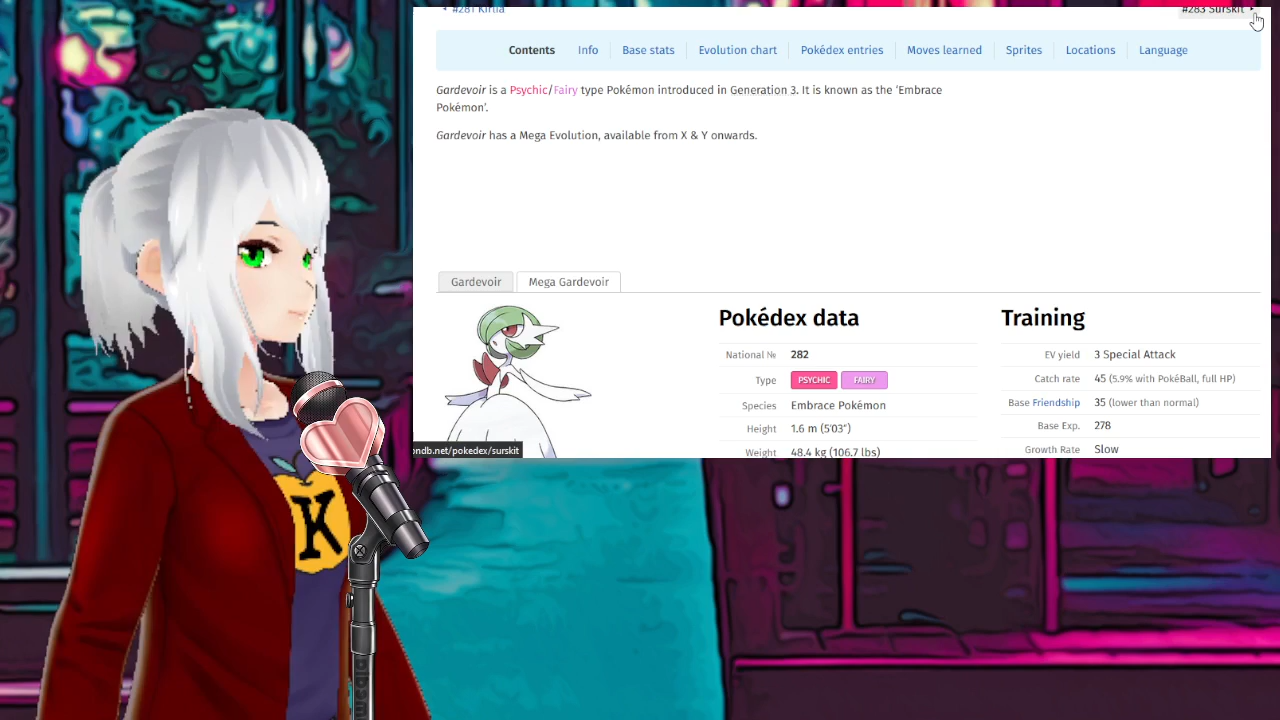 #281 Kirlia
#283 Surskit
Contents Info Base stats Evolution chart Pokédex entries Moves learned Sprites Locations Language
Gardevoir is a Psychic/Fairy type Pokémon introduced in Generation 3. It is known as the ‘Embrace
Pokémon’.
Gardevoir has a Mega Evolution, available from X & Y onwards.
Gardevoir Mega Gardevoir
Pokédex data
National № 282
Type PSYCHIC FAIRY
Species Embrace Pokémon
Height 1.6 m (5′03″)
Weight 48.4 kg (106.7 lbs)
Training
EV yield 3 Special Attack
Catch rate 45 (5.9% with PokéBall, full HP)
Base Friendship 35 (lower than normal)
Base Exp. 278
Growth Rate Slow
ondb.net/pokedex/surskit
K